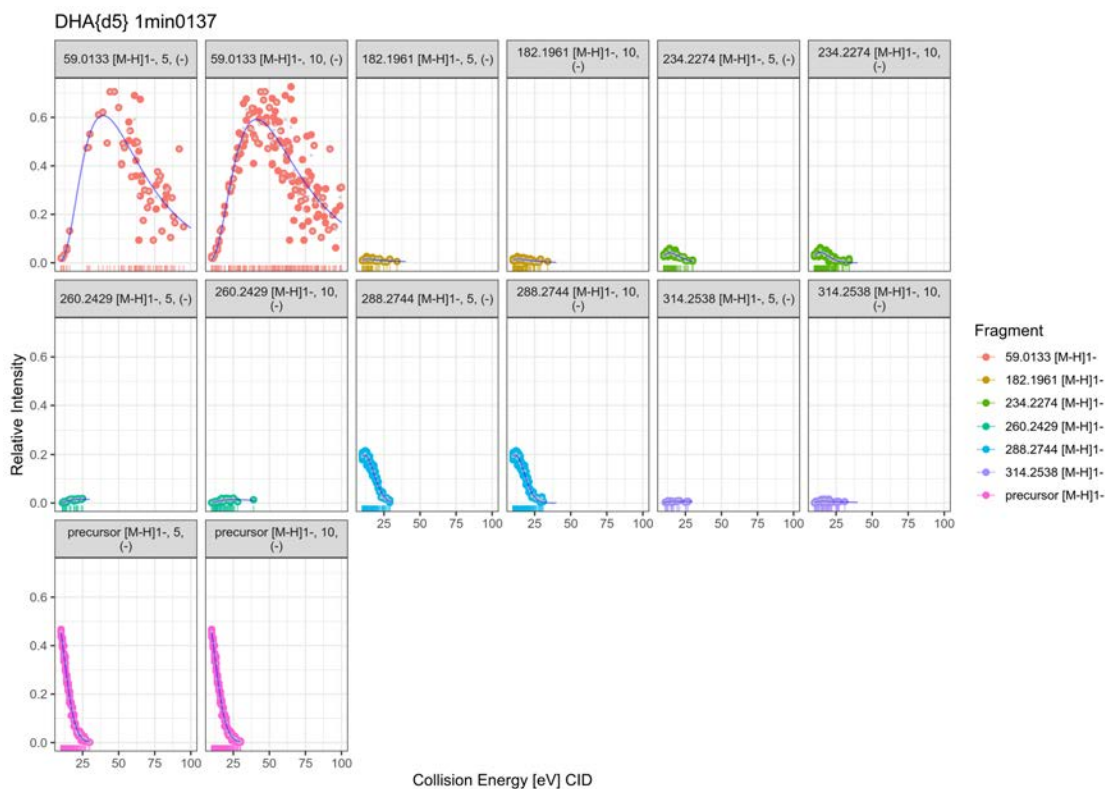 DHA{d5} 1min0137
59.0133 [M-H]1-, 5, (-)
59.0133 [M-H]1-, 10, (-)
182.1961 [M-H]1-, 5, (-)
182.1961 [M-H]1-, 10,
(-)
234.2274 [M-H]1-, 5, (-)
234.2274 [M-H]1-, 10,
(-)
0.6
0.4
0.2
0.0
260.2429 [M-H]1-, 5, (-)
260.2429 [M-H]1-, 10,
(-)
288.2744 [M-H]1-, 5, (-)
288.2744 [M-H]1-, 10,
(-)
314.2538 [M-H]1-, 5, (-)
314.2538 [M-H]1-, 10,
(-)
Relative Intensity
0.6
0.4
0.2
0.0
25 50 75 100
25 50 75 100
25 50 75 100
25 50 75 100
precursor [M-H]1-, 5,
(-)
precursor [M-H]1-, 10,
(-)
0.6
0.4
0.2
0.0
25 50 75 100
25 50 75 100
Collision Energy [eV] CID
Fragment
59.0133 [M-H]1-
182.1961 [M-H]1-
234.2274 [M-H]1-
260.2429 [M-H]1-
288.2744 [M-H]1-
314.2538 [M-H]1-
precursor [M-H]1-